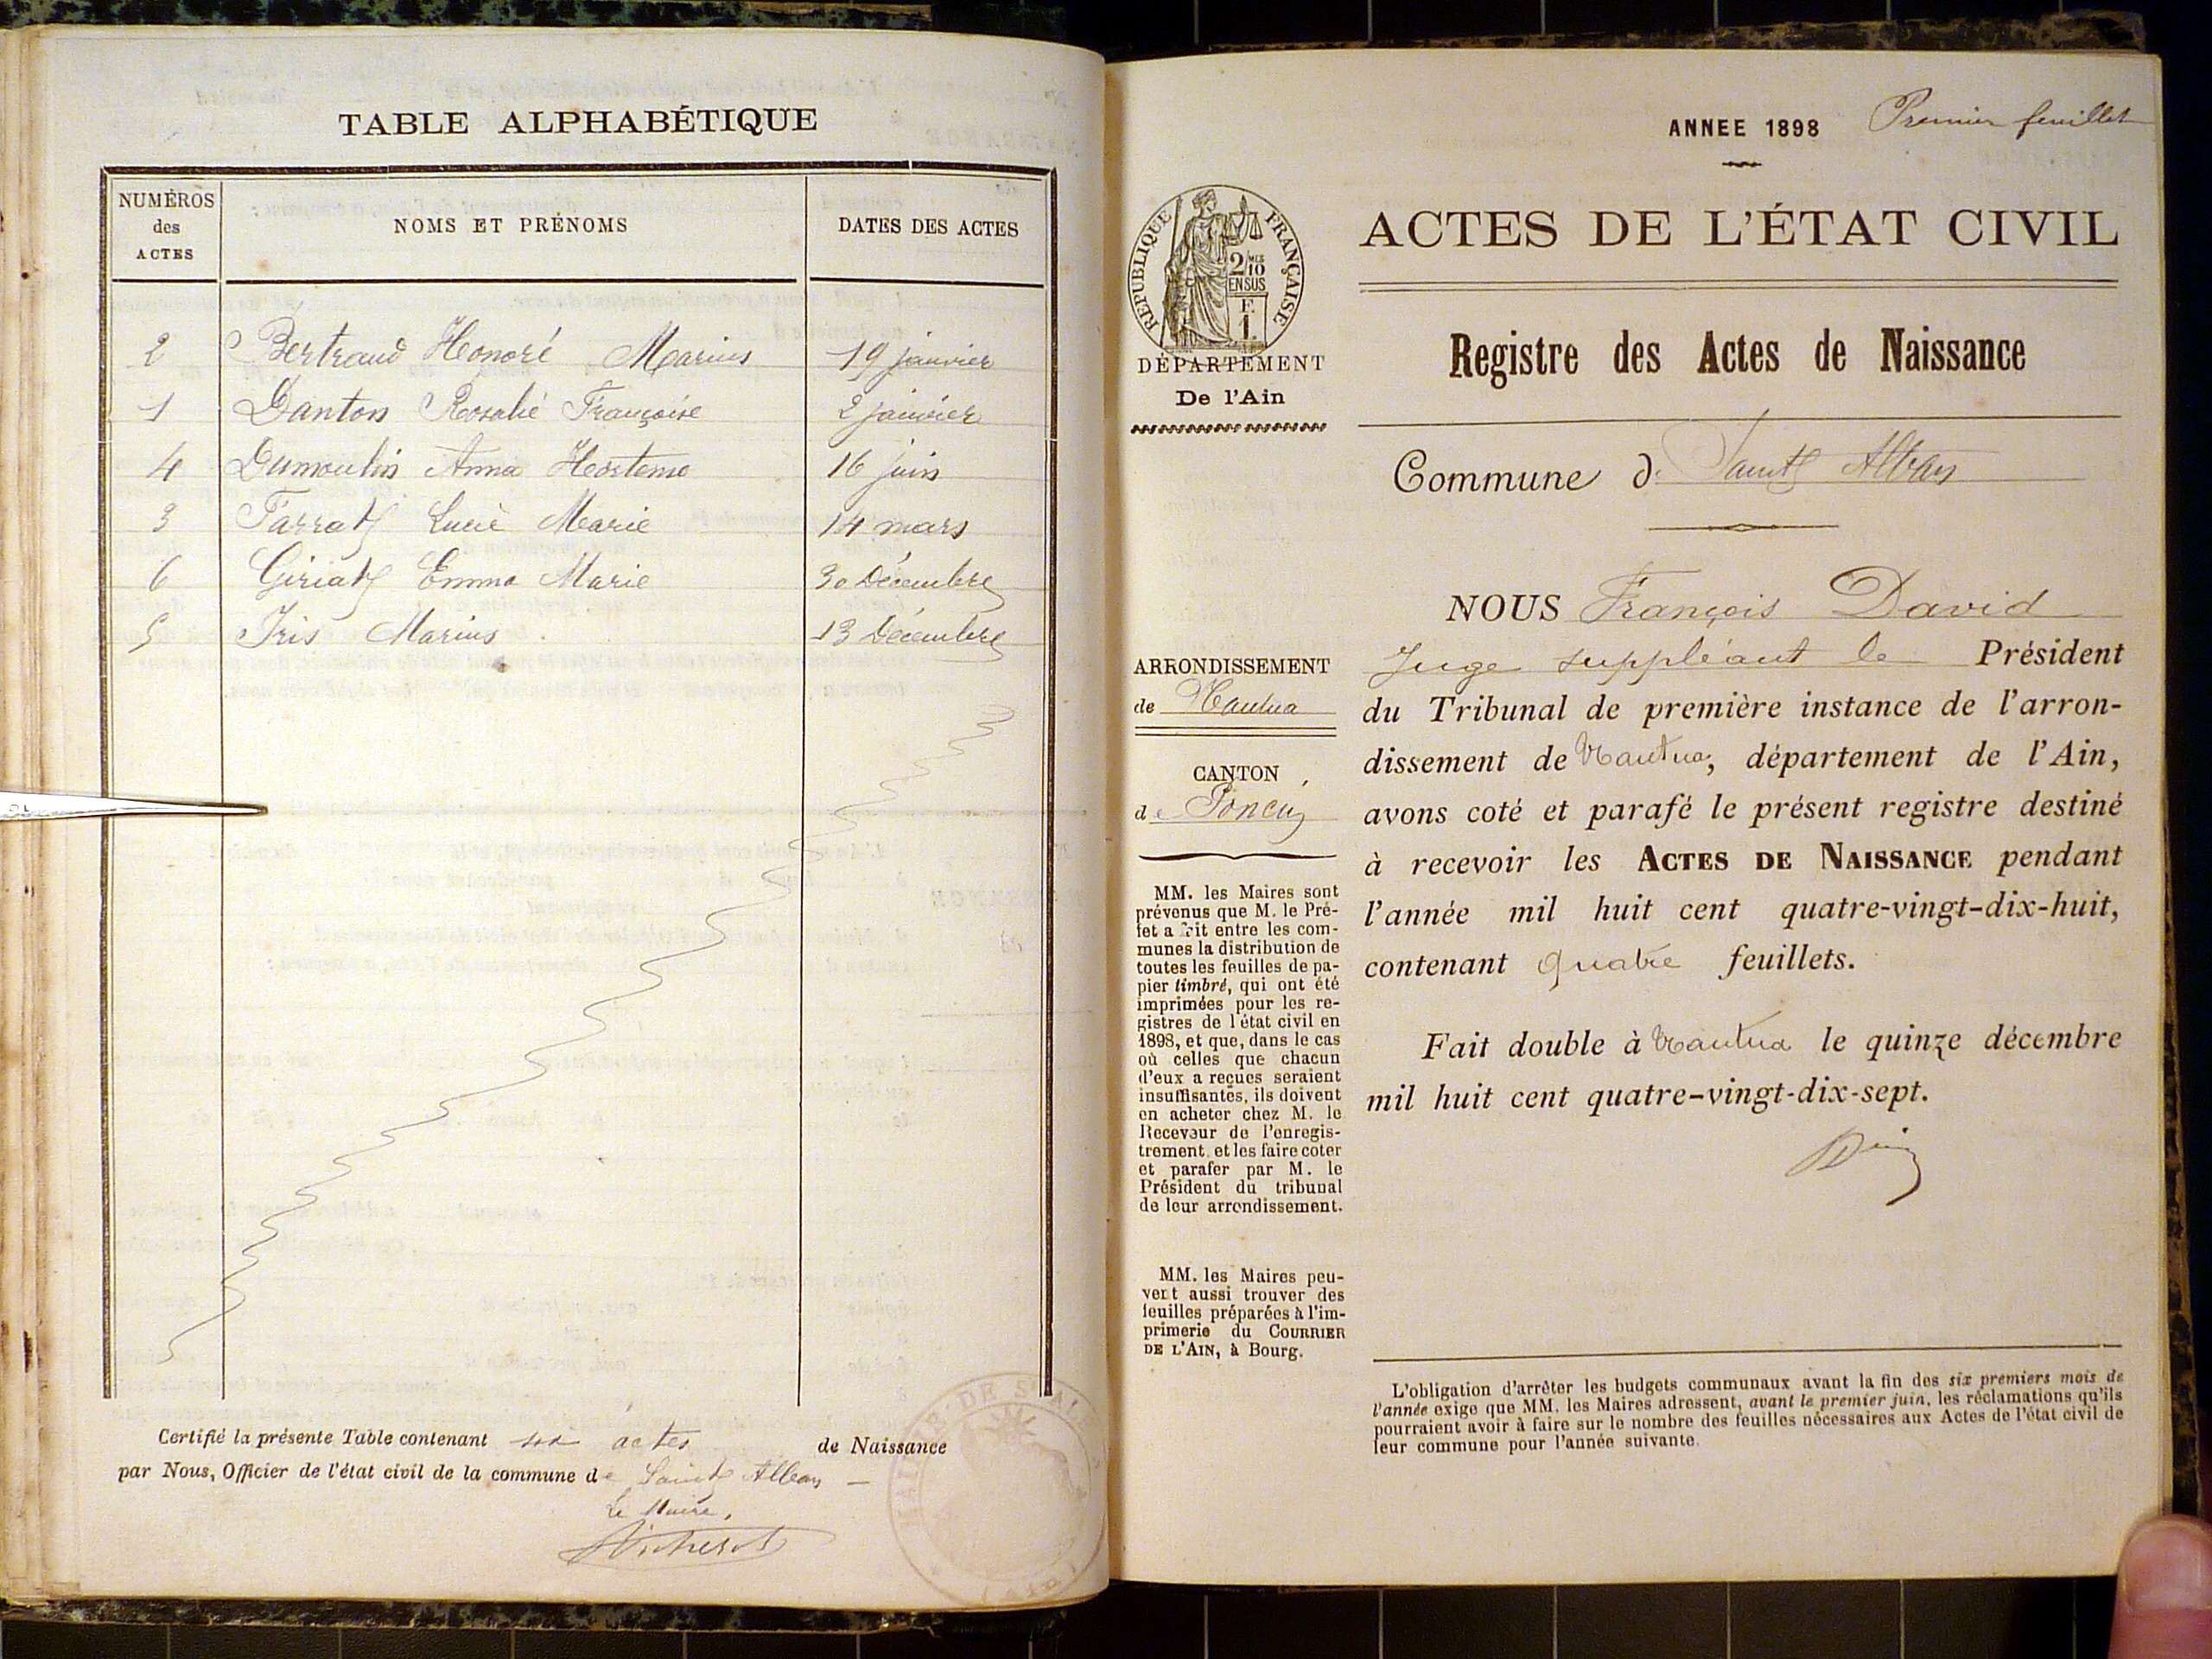 TABLE ALPHABÉTIQUE
NUMÉROS
des
ACTES
NOMS ET PRÉNOMS
DATES DES ACTES
2 Bertraud Honoré Marius 19 janvier
1 Danton Rosalie Françoise 2 janvier
4 Dumoulin Anna 16 juin
3 Farrat Lucie Marie 14 mars
6 Giriat Emma Marie 30 Décembre
5 Iris Marius 13 Décembre
Certifié la présente Table contenant six actes de Naissance
par Nous, Officier de l'état civil de la commune de Saint Alban
Le Maire,
ANNEE 1898 Premier feuillet
RÉPUBLIQUE FRANÇAISE
2/10
EN SUS
F.
1.
DÉPARTEMENT
De l'Ain
ACTES DE L'ÉTAT CIVIL
Registre des Actes de Naissance
Commune d Saint Alban
ARRONDISSEMENT
de Nantua
CANTON
de Poncin
MM. les Maires sont
prévenus que M. le Pré-
fet a fait entre les com-
munes la distribution de
toutes les feuilles de pa-
pier timbré, qui ont été
imprimées pour les re-
gistres de l'état civil en
1898, et que, dans le cas
où celles que chacun
d'eux a reçues seraient
insuffisantes, ils doivent
en acheter chez M. le
Receveur de l'enregis-
trement, et les faire coter
et parafer par M. le
Président du tribunal
de leur arrondissement.
MM. les Maires peu-
vent aussi trouver des
feuilles préparées à l'im-
primerie du COURRIER
DE L'AIN, à Bourg.
NOUS François David
Juge suppléant le Président
du Tribunal de première instance de l'arron-
dissement de Nantua, département de l'Ain,
avons coté et parafé le présent registre destiné
à recevoir les ACTES DE NAISSANCE pendant
l'année mil huit cent quatre-vingt-dix-huit,
contenant quatre feuillets.
Fait double à Nantua le quinze décembre
mil huit cent quatre-vingt-dix-sept.
L'obligation d'arrêter les budgets communaux avant la fin des six premiers mois de
l'année exige que MM. les Maires adressent, avant le premier juin, les réclamations qu'ils
pourraient avoir à faire sur le nombre des feuilles nécessaires aux Actes de l'état civil de
leur commune pour l'année suivante.